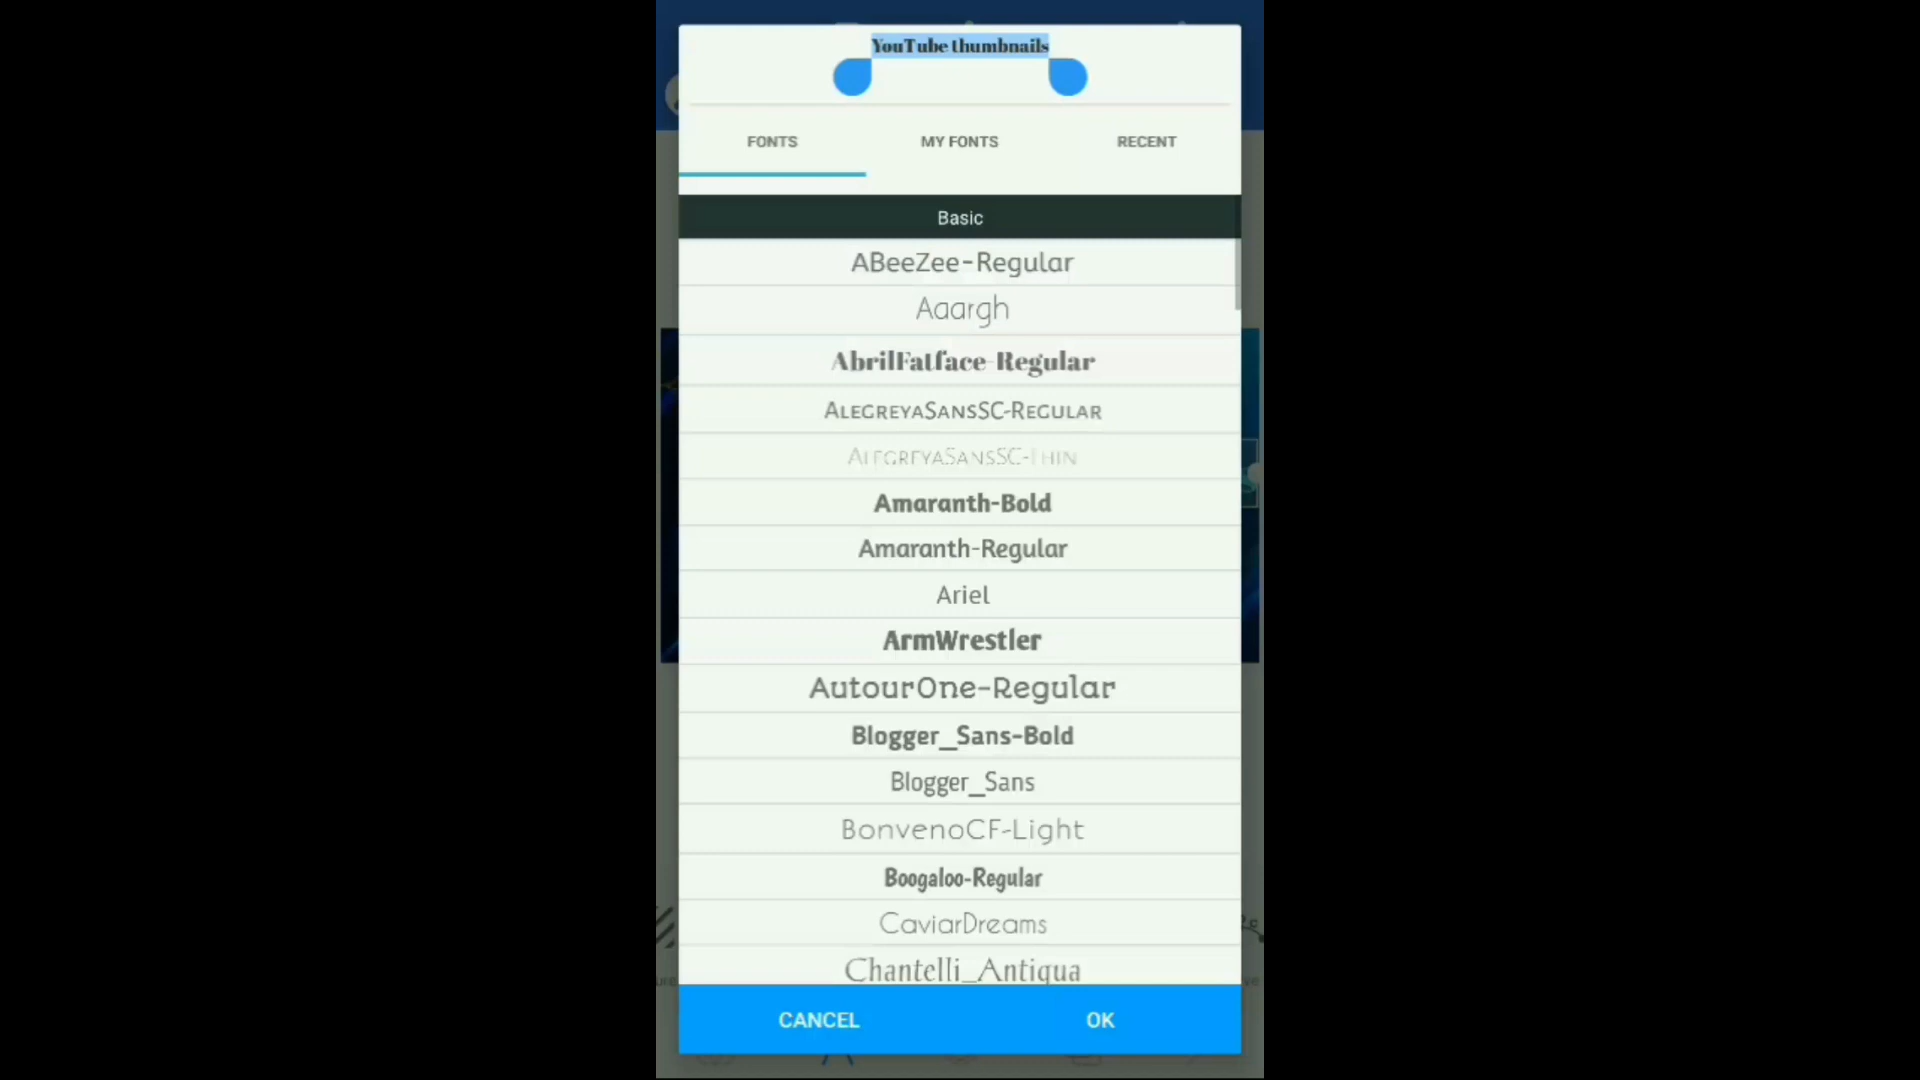 YouTube thumbnails
FONTS MY FONTS RECENT
Basic
ABeeZee-Regular
Aaargh
AbrilFatface-Regular
AlegreyaSansSC-Regular
AlegreyaSansSC-Thin
Amaranth-Bold
Amaranth-Regular
Ariel
ArmWrestler
AutourOne-Regular
Blogger_Sans-Bold
Blogger_Sans
BonvenoCF-Light
Boogaloo-Regular
CaviarDreams
Chantelli_Antiqua
CANCEL OK